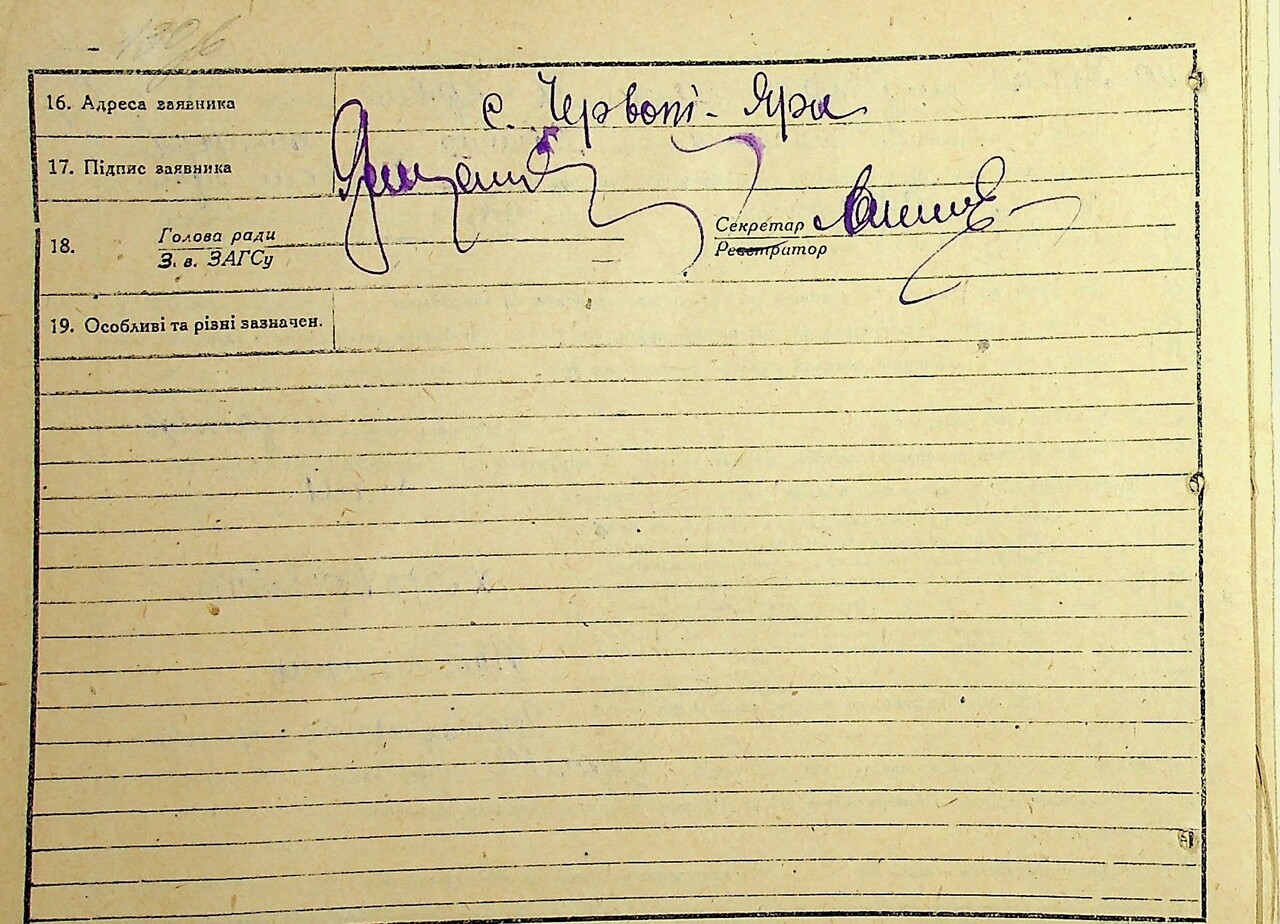 16. Адреса заявника с. Червоні-Яри
17. Підпис заявника
18. Голова ради Секретар
З. в. ЗАГСу Реєстратор
19. Особливі та різні зазначен.